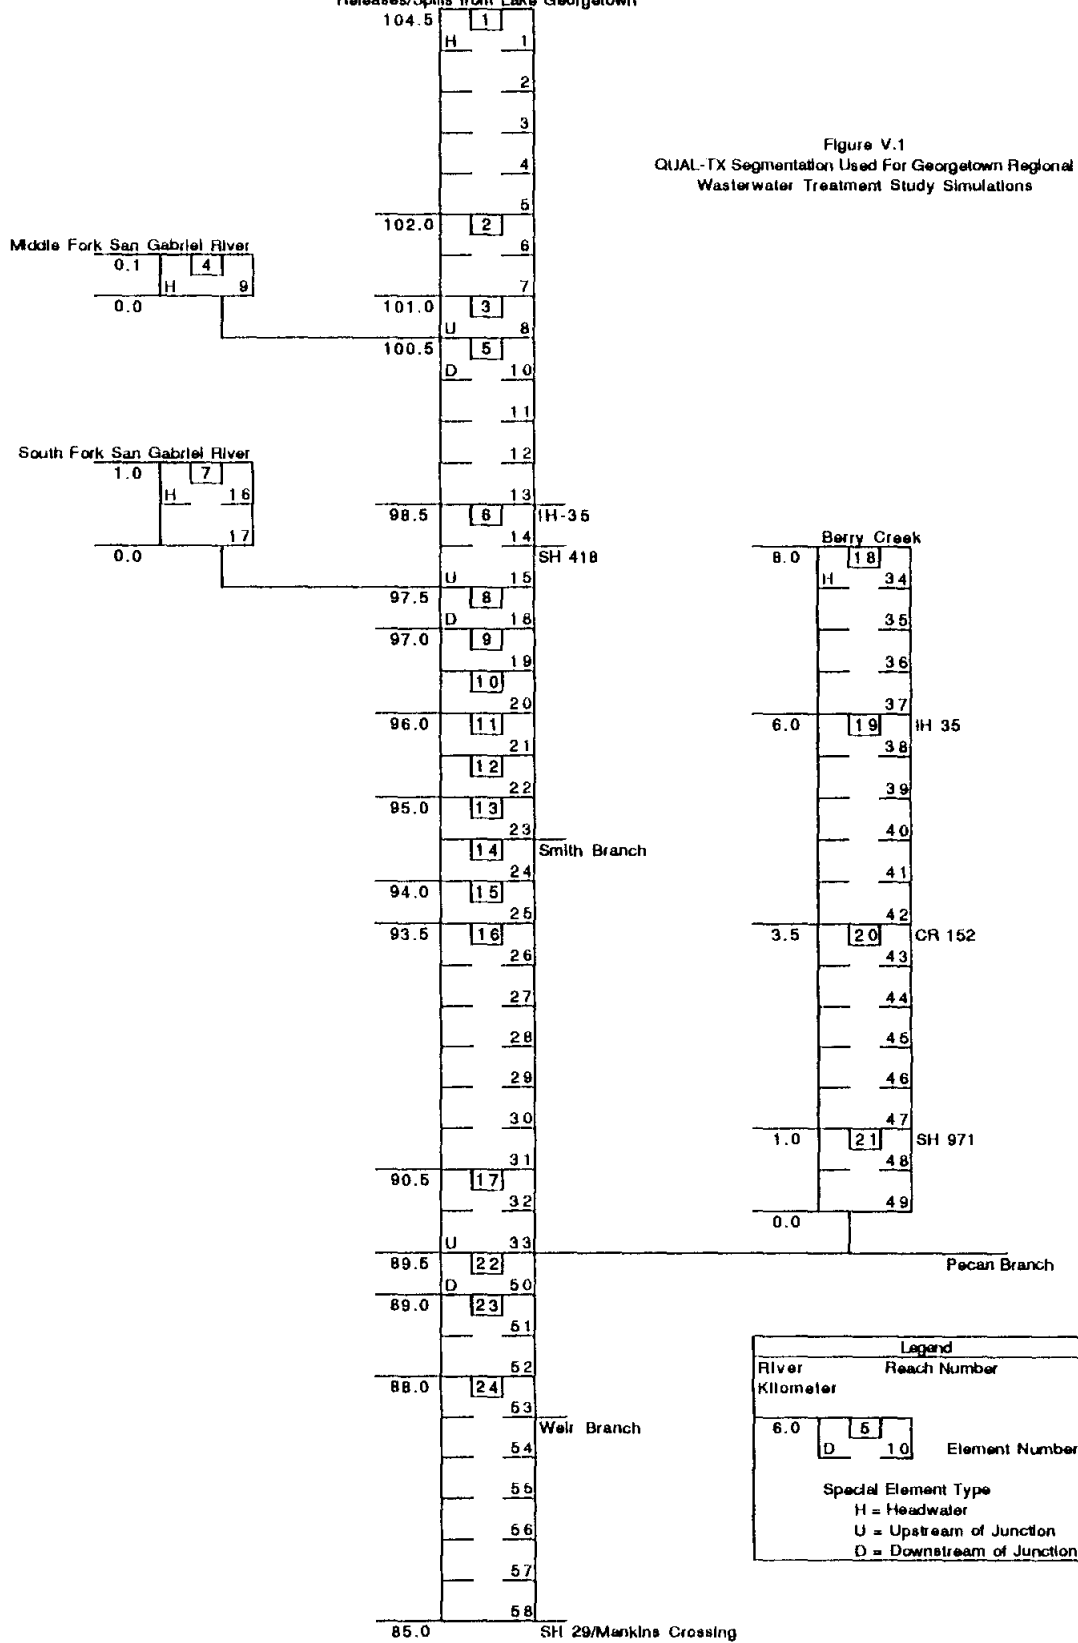 Releases/Spills from Lake Georgetown
104.5 1
H 1
2
3
4
5
Figure V.1
QUAL-TX Segmentation Used For Georgetown Regional
Wasterwater Treatment Study Simulations
102.0 2
6
7
Middle Fork San Gabriel River
0.1 4
H 9
0.0
101.0 3
U 8
100.5 5
D 10
11
12
13
South Fork San Gabriel River
1.0 7
H 16
17
0.0
98.5 6 IH-35
14
SH 418
U 15
97.5 8
D 18
97.0 9
19
10
20
96.0 11
21
12
22
95.0 13
23
14 Smith Branch
24
94.0 15
25
93.5 16
26
27
28
29
30
31
90.5 17
32
U 33
Berry Creek
8.0 18
H 34
35
36
37
6.0 19 IH 35
38
39
40
41
42
3.5 20 CR 152
43
44
45
46
47
1.0 21 SH 971
48
49
0.0
Pecan Branch
89.5 22
D 50
89.0 23
51
52
88.0 24
53
Weir Branch
54
55
56
57
58
85.0 SH 29/Mankins Crossing
Legend
River Reach Number
Kilometer
6.0 5
D 10 Element Number
Special Element Type
H = Headwater
U = Upstream of Junction
D = Downstream of Junction